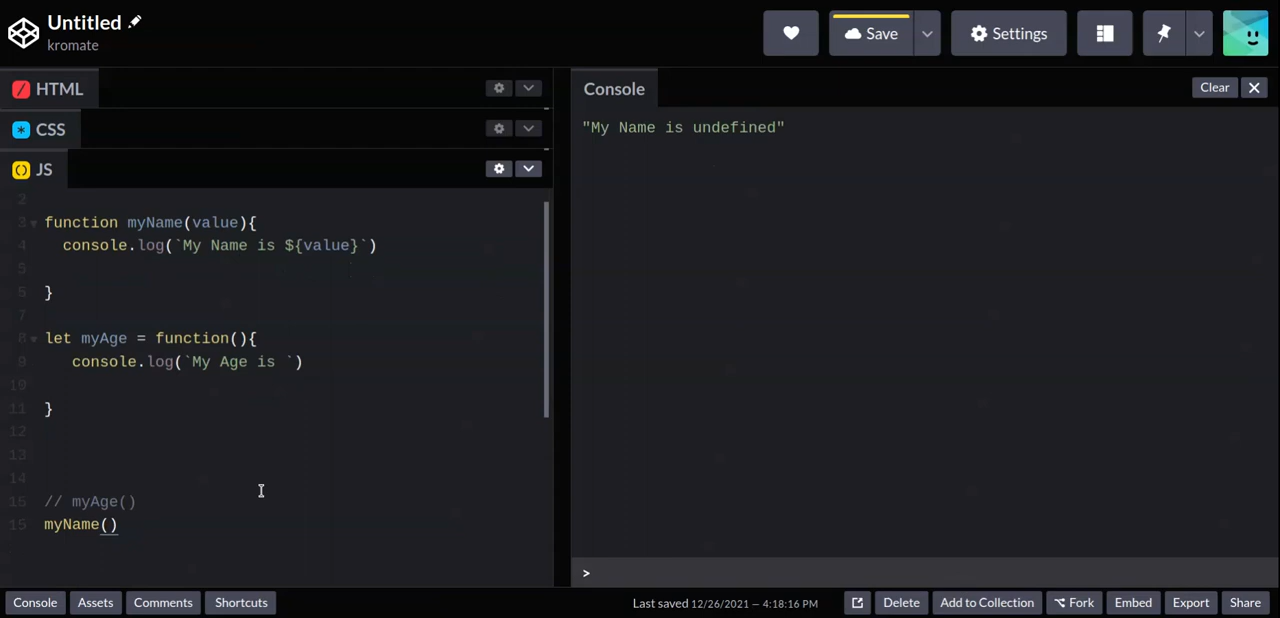 Untitled
kromate
Save
Settings
HTML
CSS
JS
Console
Clear
"My Name is undefined"
2
3 function myName(value){
4 console.log(`My Name is ${value}`)
5
6 }
7
8 let myAge = function(){
9 console.log(`My Age is `)
10
11 }
12
13
14
15 // myAge()
15 myName()
>
Console Assets Comments Shortcuts
Last saved 12/26/2021 — 4:18:16 PM
Delete Add to Collection Fork Embed Export Share